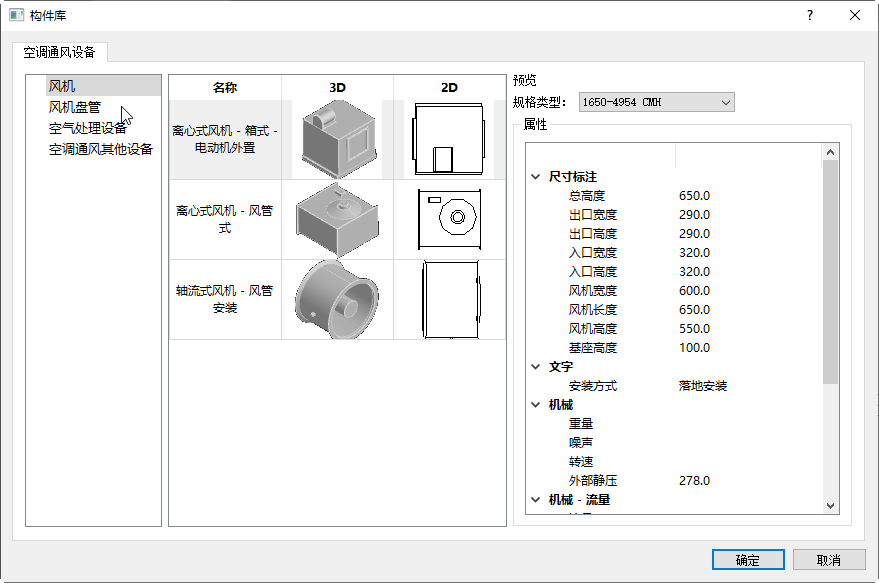 构件库
?
空调通风设备
风机
风机盘管
空气处理设备
空调通风其他设备
名称 3D 2D
离心式风机 - 箱式 -
电动机外置
离心式风机 - 风管
式
轴流式风机 - 风管
安装
预览
规格类型: 1650-4954 CMH
属性
尺寸标注
总高度 650.0
出口宽度 290.0
出口高度 290.0
入口宽度 320.0
入口高度 320.0
风机宽度 600.0
风机长度 650.0
风机高度 550.0
基座高度 100.0
文字
安装方式 落地安装
机械
重量
噪声
转速
外部静压 278.0
机械 - 流量
确定 取消